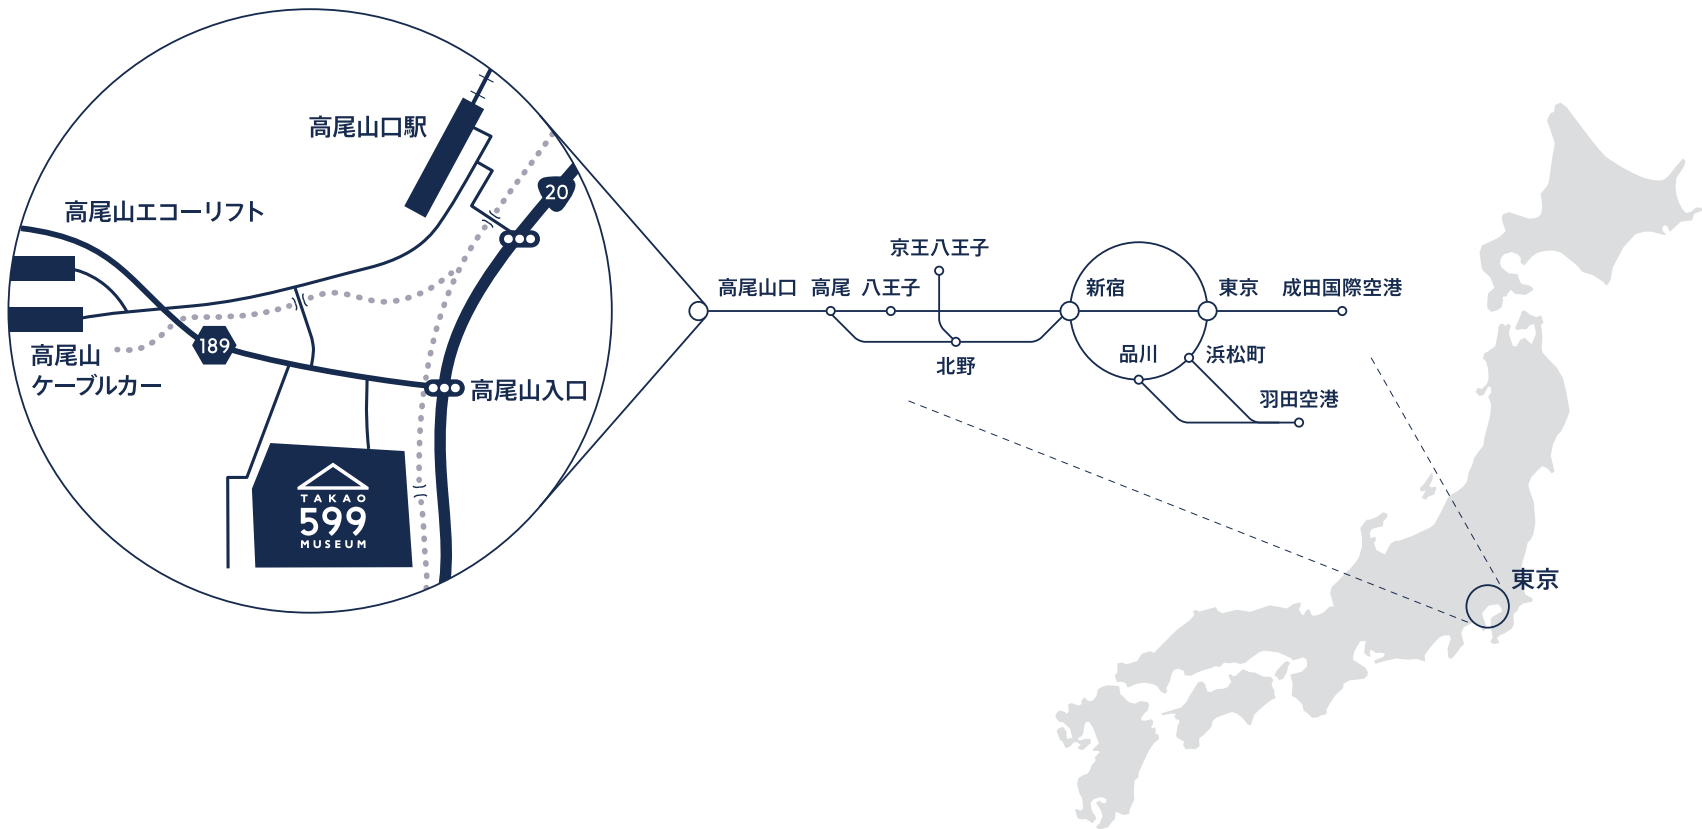 高尾山口駅
20
高尾山エコーリフト
高尾山
ケーブルカー
189
高尾山入口
TAKAO
599
MUSEUM
京王八王子
高尾山口
高尾
八王子
新宿
東京
成田国際空港
北野
品川
浜松町
羽田空港
東京